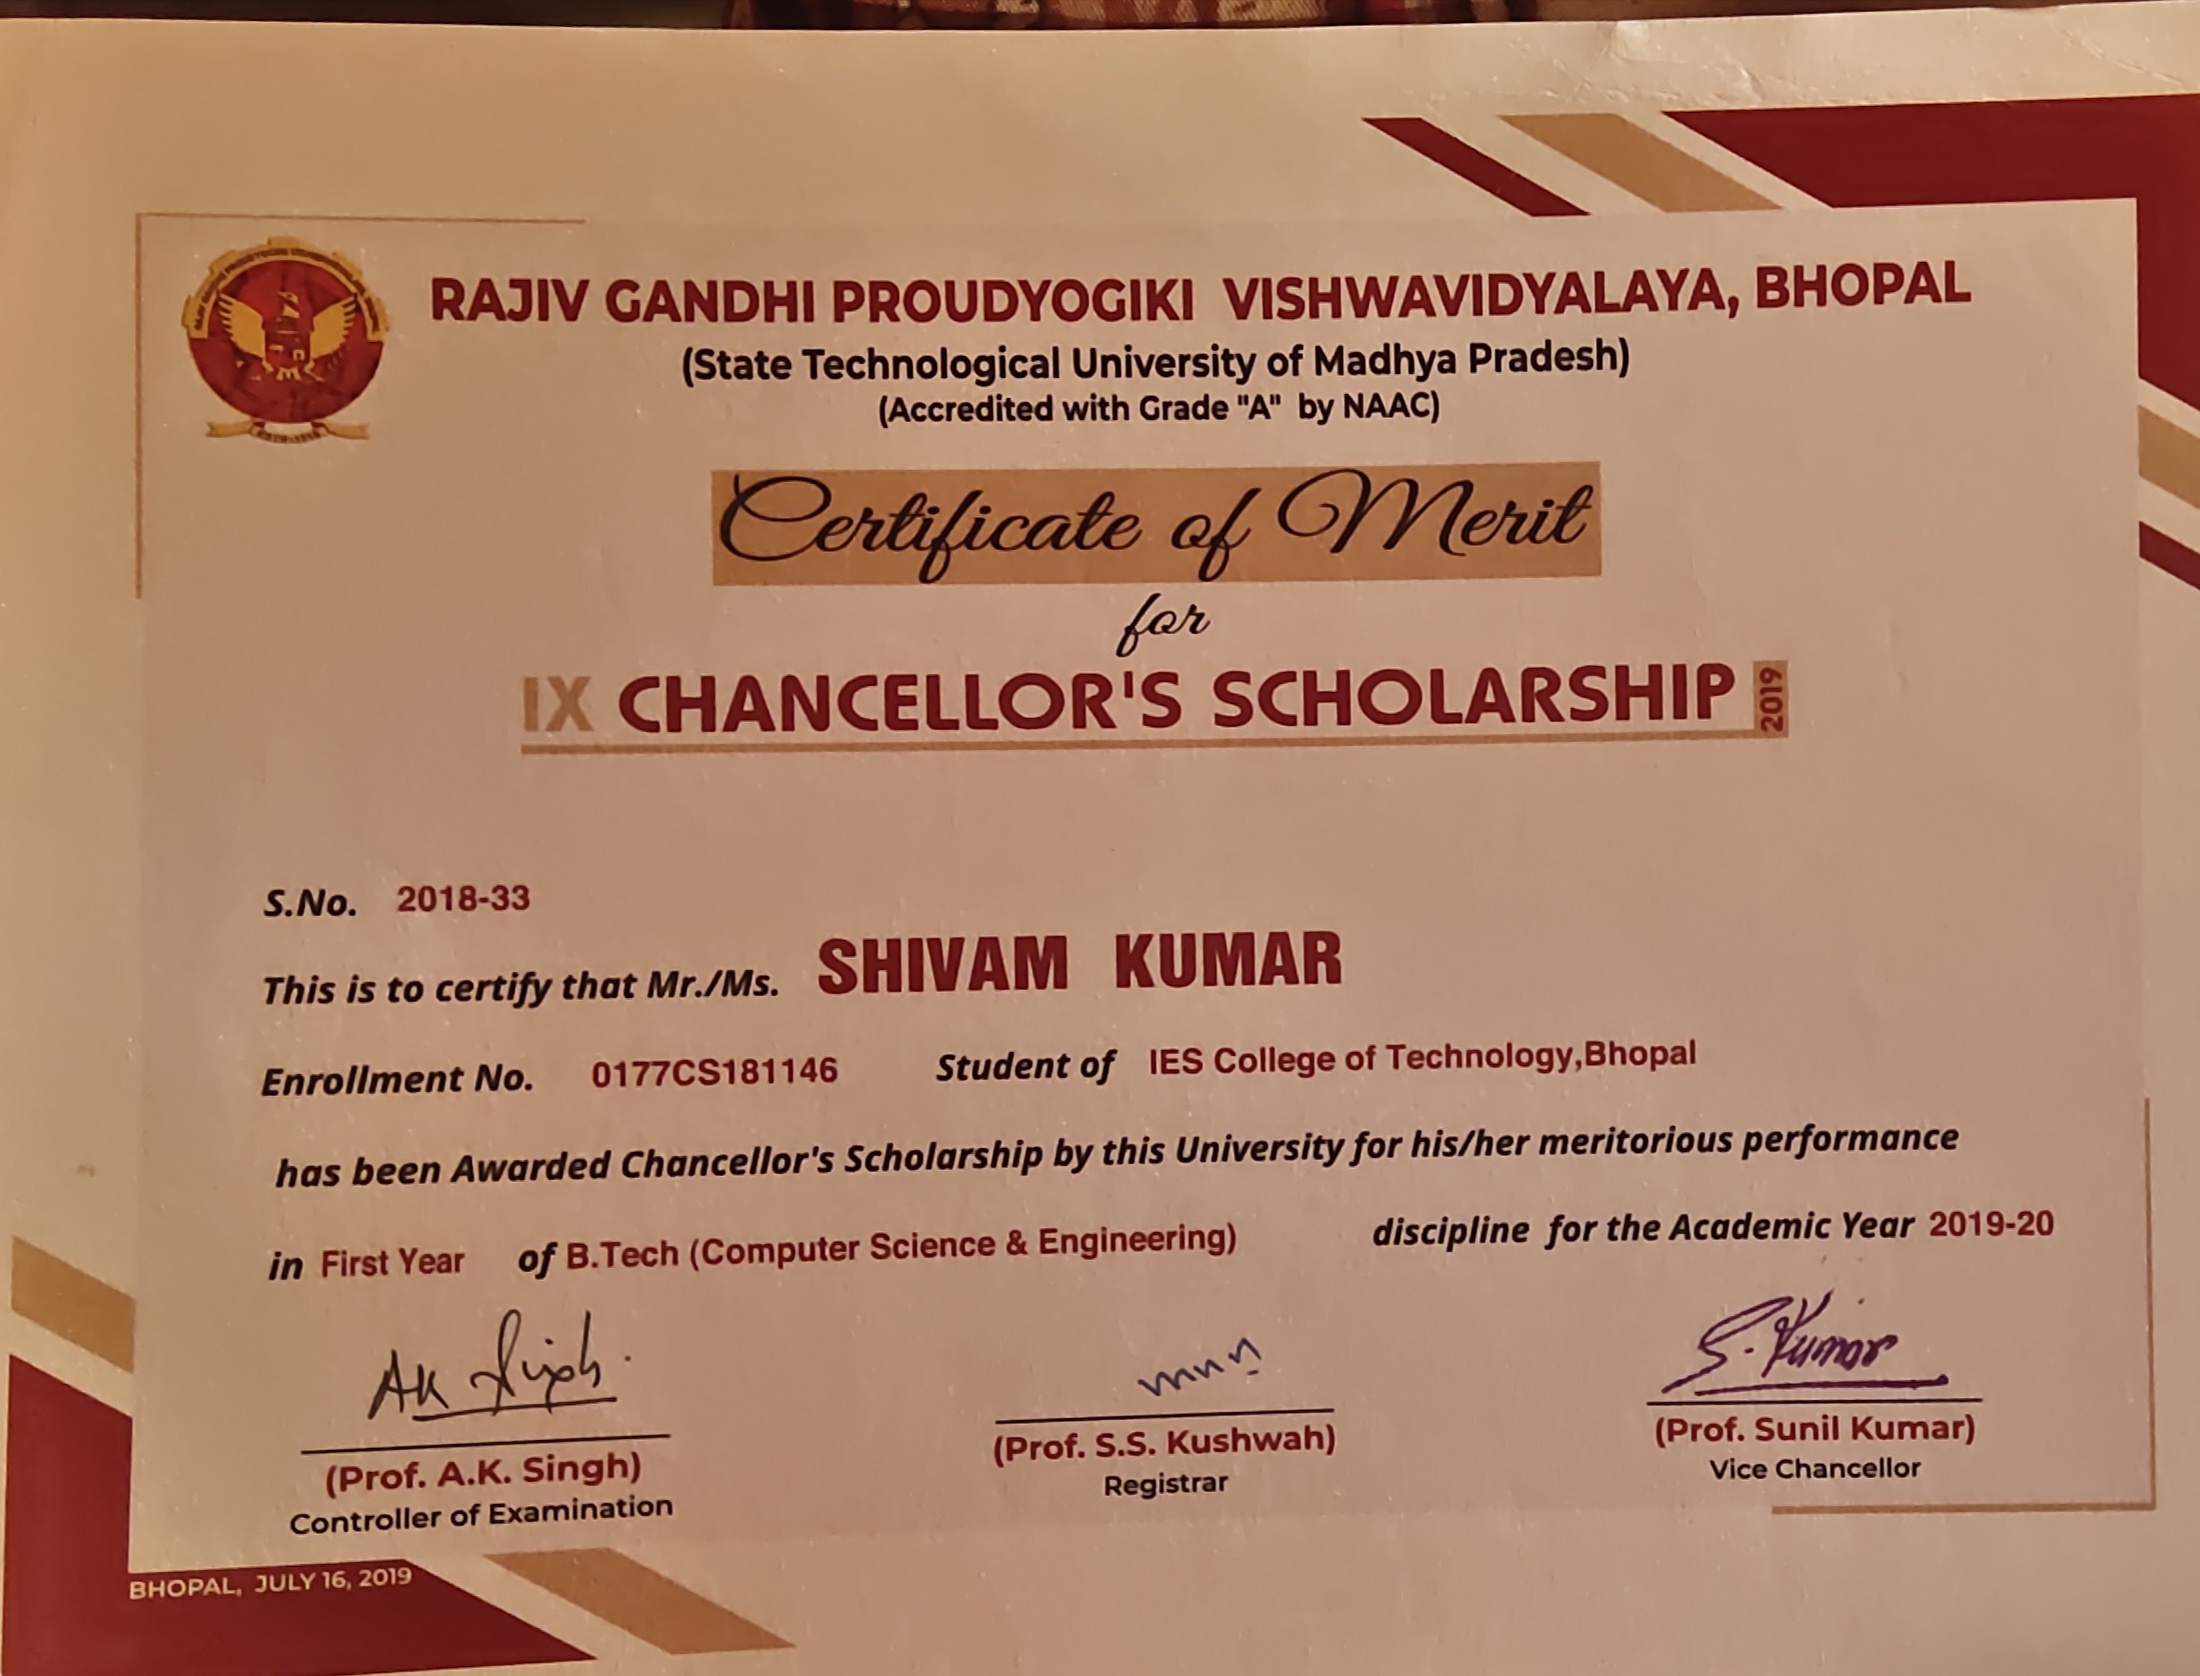 RAJIV GANDHI PROUDYOGIKI VISHWAVIDYALAYA, BHOPAL
(State Technological University of Madhya Pradesh)
(Accredited with Grade "A" by NAAC)
Certificate of Merit
for
IX CHANCELLOR'S SCHOLARSHIP 2019
S.No. 2018-33
This is to certify that Mr./Ms. SHIVAM KUMAR
Enrollment No. 0177CS181146 Student of IES College of Technology,Bhopal
has been Awarded Chancellor's Scholarship by this University for his/her meritorious performance
in First Year of B.Tech (Computer Science & Engineering) discipline for the Academic Year 2019-20
AK Singh. S. Kumar
(Prof. A.K. Singh) (Prof. S.S. Kushwah) (Prof. Sunil Kumar)
Controller of Examination Registrar Vice Chancellor
BHOPAL, JULY 16, 2019